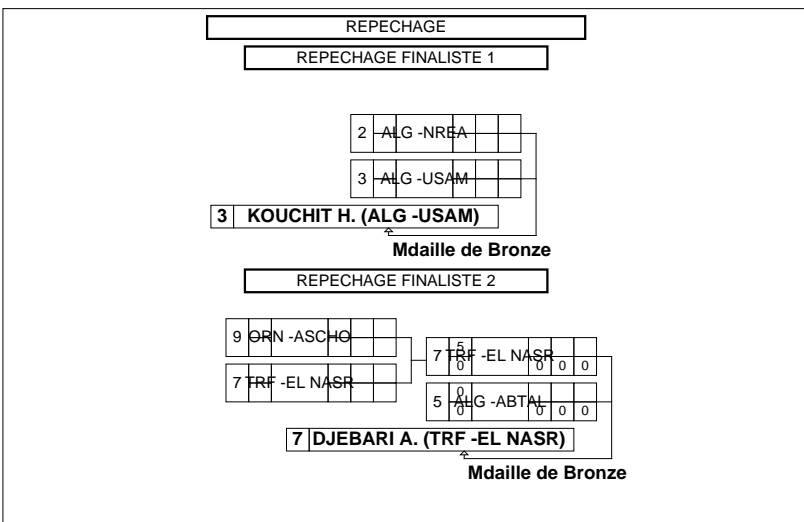 REPECHAGE
REPECHAGE FINALISTE 1
2 ALG -NREA
3 ALG -USAM
3 KOUCHIT H. (ALG -USAM)
Mdaille de Bronze
REPECHAGE FINALISTE 2
9 ORN -ASCHO
7 TRF -EL NASR
7 TRF -EL NASR 5 0 0 0 0
5 ALG -ABTAL 0 0 0 0 0
7 DJEBARI A. (TRF -EL NASR)
Mdaille de Bronze